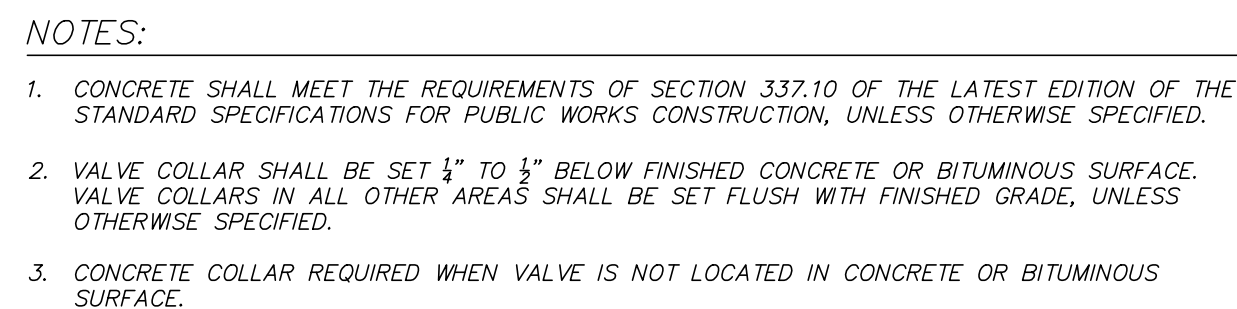 NOTES:
1. CONCRETE SHALL MEET THE REQUIREMENTS OF SECTION 337.10 OF THE LATEST EDITION OF THE
STANDARD SPECIFICATIONS FOR PUBLIC WORKS CONSTRUCTION, UNLESS OTHERWISE SPECIFIED.
2. VALVE COLLAR SHALL BE SET 1/4" TO 1/2" BELOW FINISHED CONCRETE OR BITUMINOUS SURFACE.
VALVE COLLARS IN ALL OTHER AREAS SHALL BE SET FLUSH WITH FINISHED GRADE, UNLESS
OTHERWISE SPECIFIED.
3. CONCRETE COLLAR REQUIRED WHEN VALVE IS NOT LOCATED IN CONCRETE OR BITUMINOUS
SURFACE.